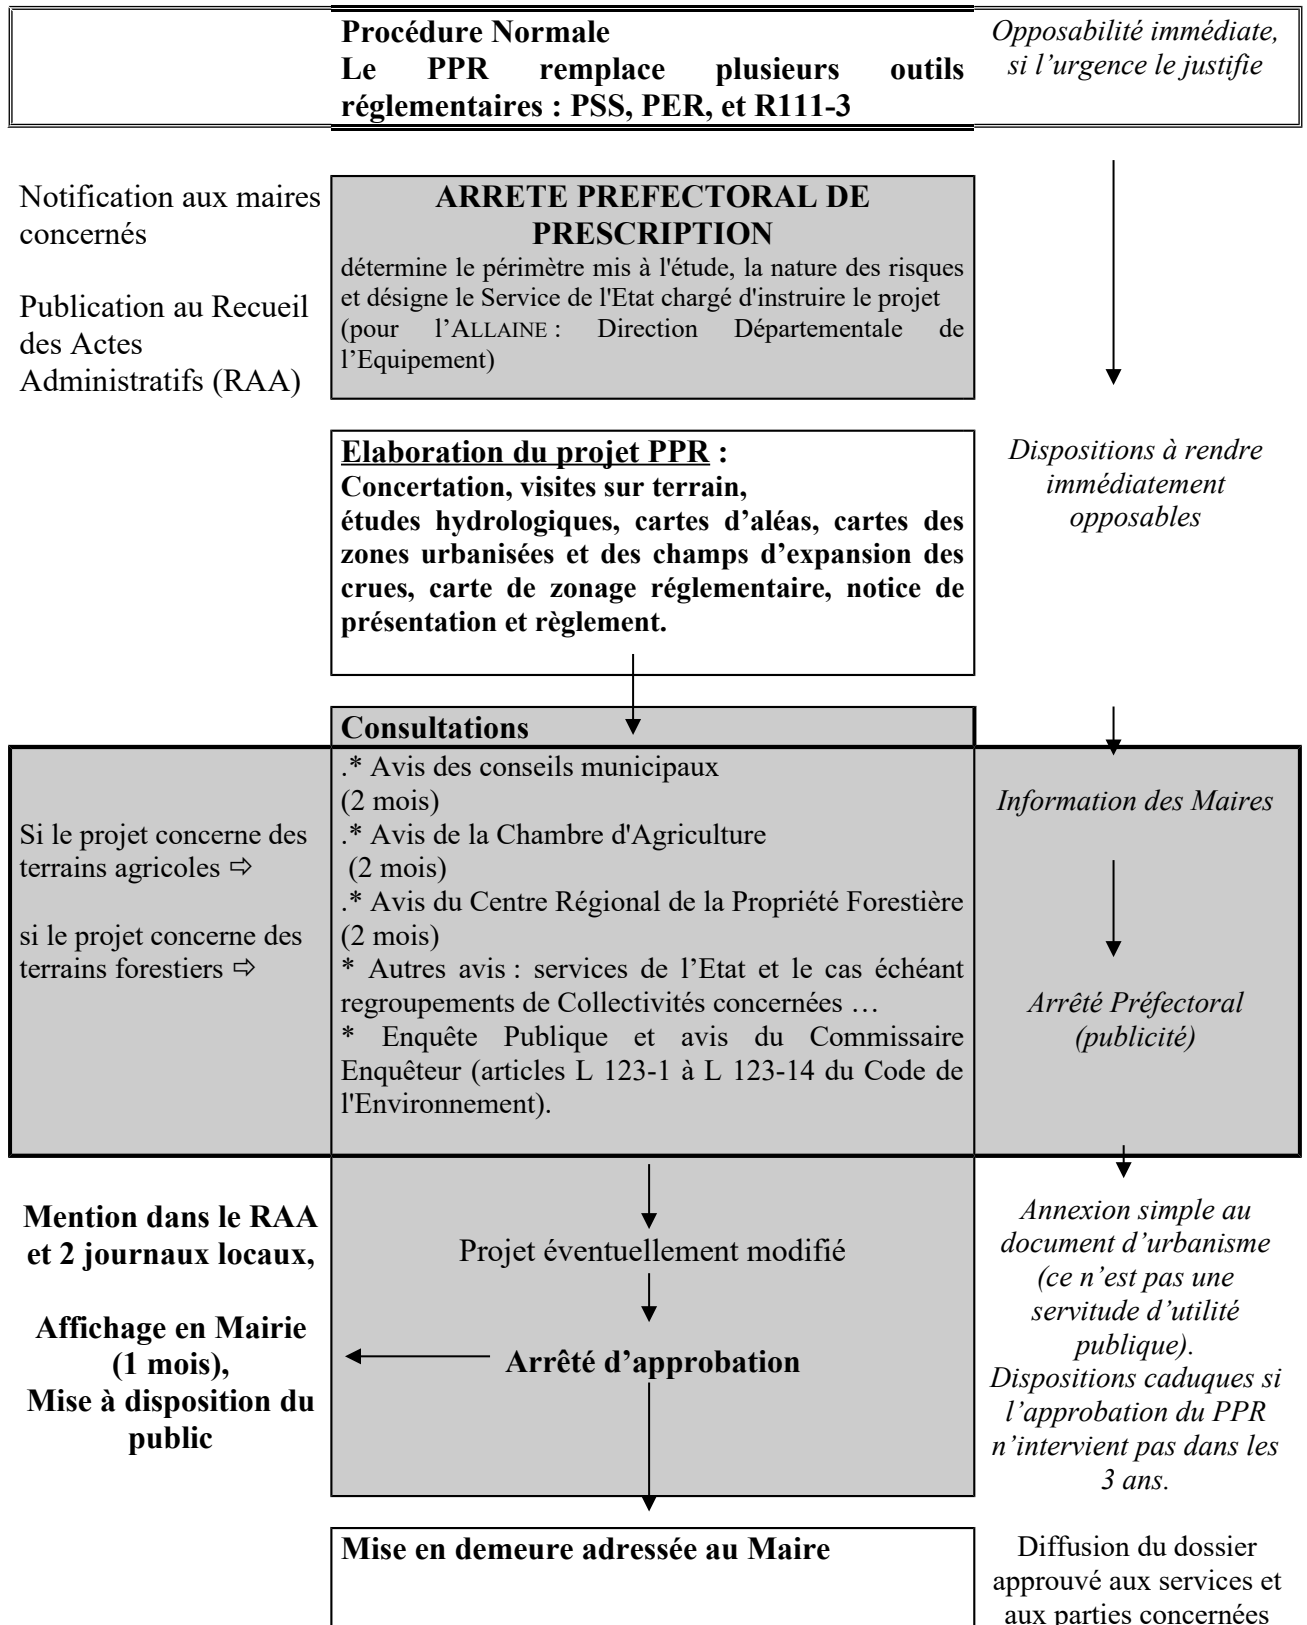 Procédure Normale
Le PPR remplace plusieurs outils
réglementaires : PSS, PER, et R111-3
Opposabilité immédiate,
si l’urgence le justifie
Notification aux maires
concernés
Publication au Recueil
des Actes
Administratifs (RAA)
ARRETE PREFECTORAL DE
PRESCRIPTION
détermine le périmètre mis à l'étude, la nature des risques
et désigne le Service de l'Etat chargé d'instruire le projet
(pour l’ALLAINE : Direction Départementale de
l’Equipement)
Elaboration du projet PPR :
Concertation, visites sur terrain,
études hydrologiques, cartes d’aléas, cartes des
zones urbanisées et des champs d’expansion des
crues, carte de zonage réglementaire, notice de
présentation et règlement.
Dispositions à rendre
immédiatement
opposables
Consultations
Si le projet concerne des
terrains agricoles ⇨
si le projet concerne des
terrains forestiers ⇨
.* Avis des conseils municipaux
(2 mois)
.* Avis de la Chambre d'Agriculture
(2 mois)
.* Avis du Centre Régional de la Propriété Forestière
(2 mois)
* Autres avis : services de l’Etat et le cas échéant
regroupements de Collectivités concernées …
* Enquête Publique et avis du Commissaire
Enquêteur (articles L 123-1 à L 123-14 du Code de
l'Environnement).
Information des Maires
Arrêté Préfectoral
(publicité)
Mention dans le RAA
et 2 journaux locaux,
Affichage en Mairie
(1 mois),
Mise à disposition du
public
Projet éventuellement modifié
Arrêté d’approbation
Annexion simple au
document d’urbanisme
(ce n’est pas une
servitude d’utilité
publique).
Dispositions caduques si
l’approbation du PPR
n’intervient pas dans les
3 ans.
Mise en demeure adressée au Maire
Diffusion du dossier
approuvé aux services et
aux parties concernées